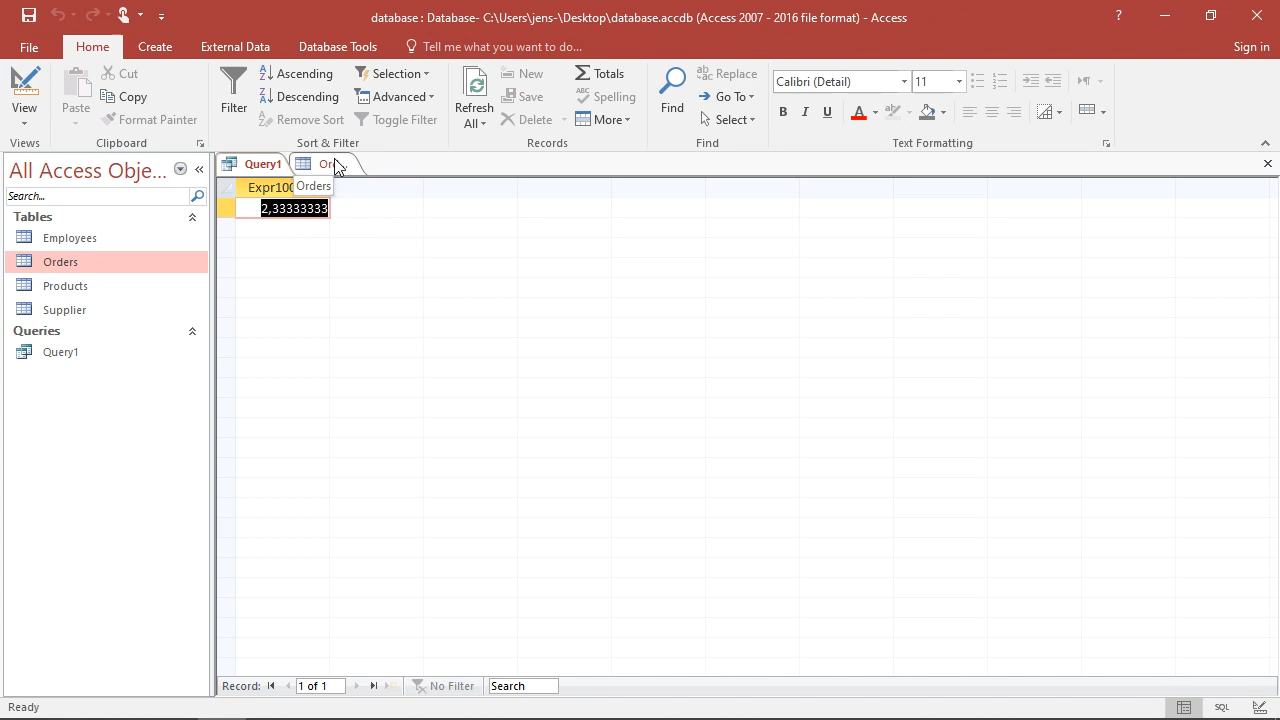 database : Database- C:\Users\jens-\Desktop\database.accdb (Access 2007 - 2016 file format) - Access
?
File
Home
Create
External Data
Database Tools
Tell me what you want to do...
Sign in
View
Views
Paste
Cut
Copy
Format Painter
Clipboard
Filter
Ascending
Descending
Sort
Selection
Advanced
Toggle Filter
Sort & Filter
Refresh
All
New
Save
Delete
Totals
Spelling
More
Records
Find
Replace
Go To
Select
Find
Calibri (Detail)
11
B I U
Text Formatting
All Access Obje...
Search...
Tables
Employees
Orders
Products
Supplier
Queries
Query1
Query1
Orders
Expr100
2,33333333
Record:
1 of 1
No Filter
Search
Ready
SQL